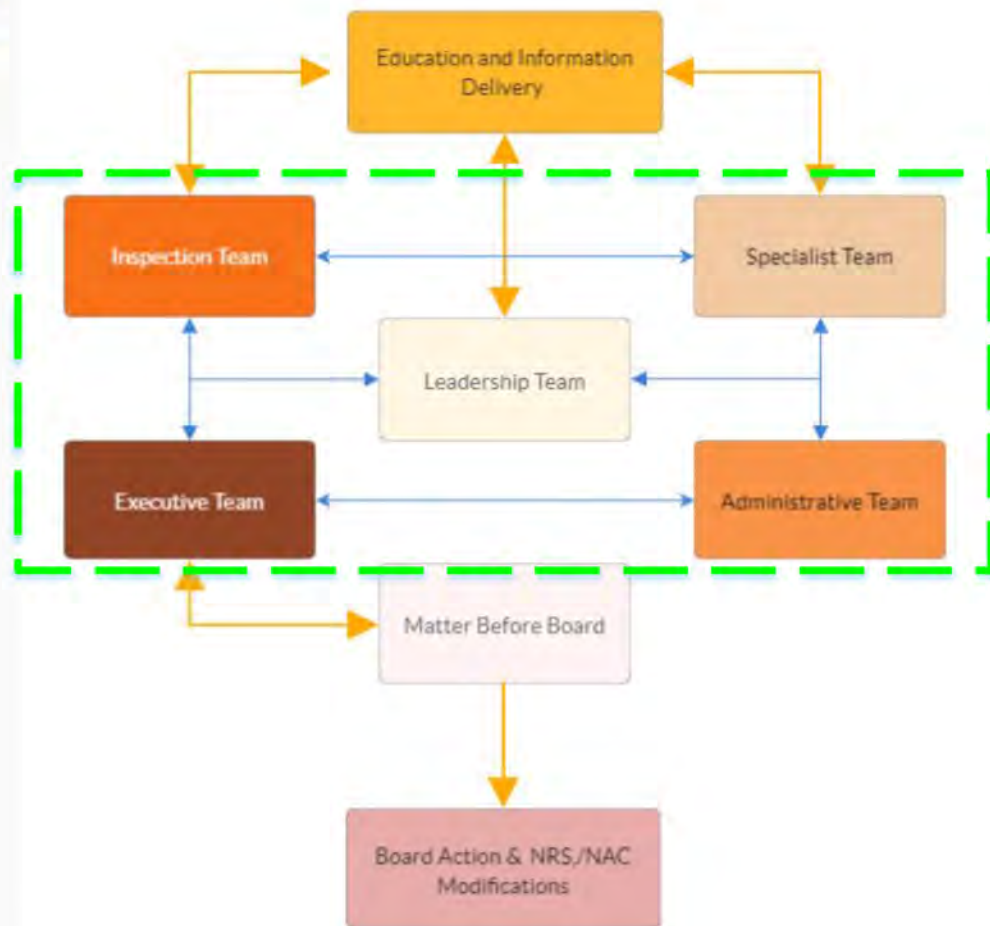 Education and Information
Delivery
Inspection Team
Specialist Team
Leadership Team
Executive Team
Administrative Team
Matter Before Board
Board Action & NRS,/NAC
Modifications